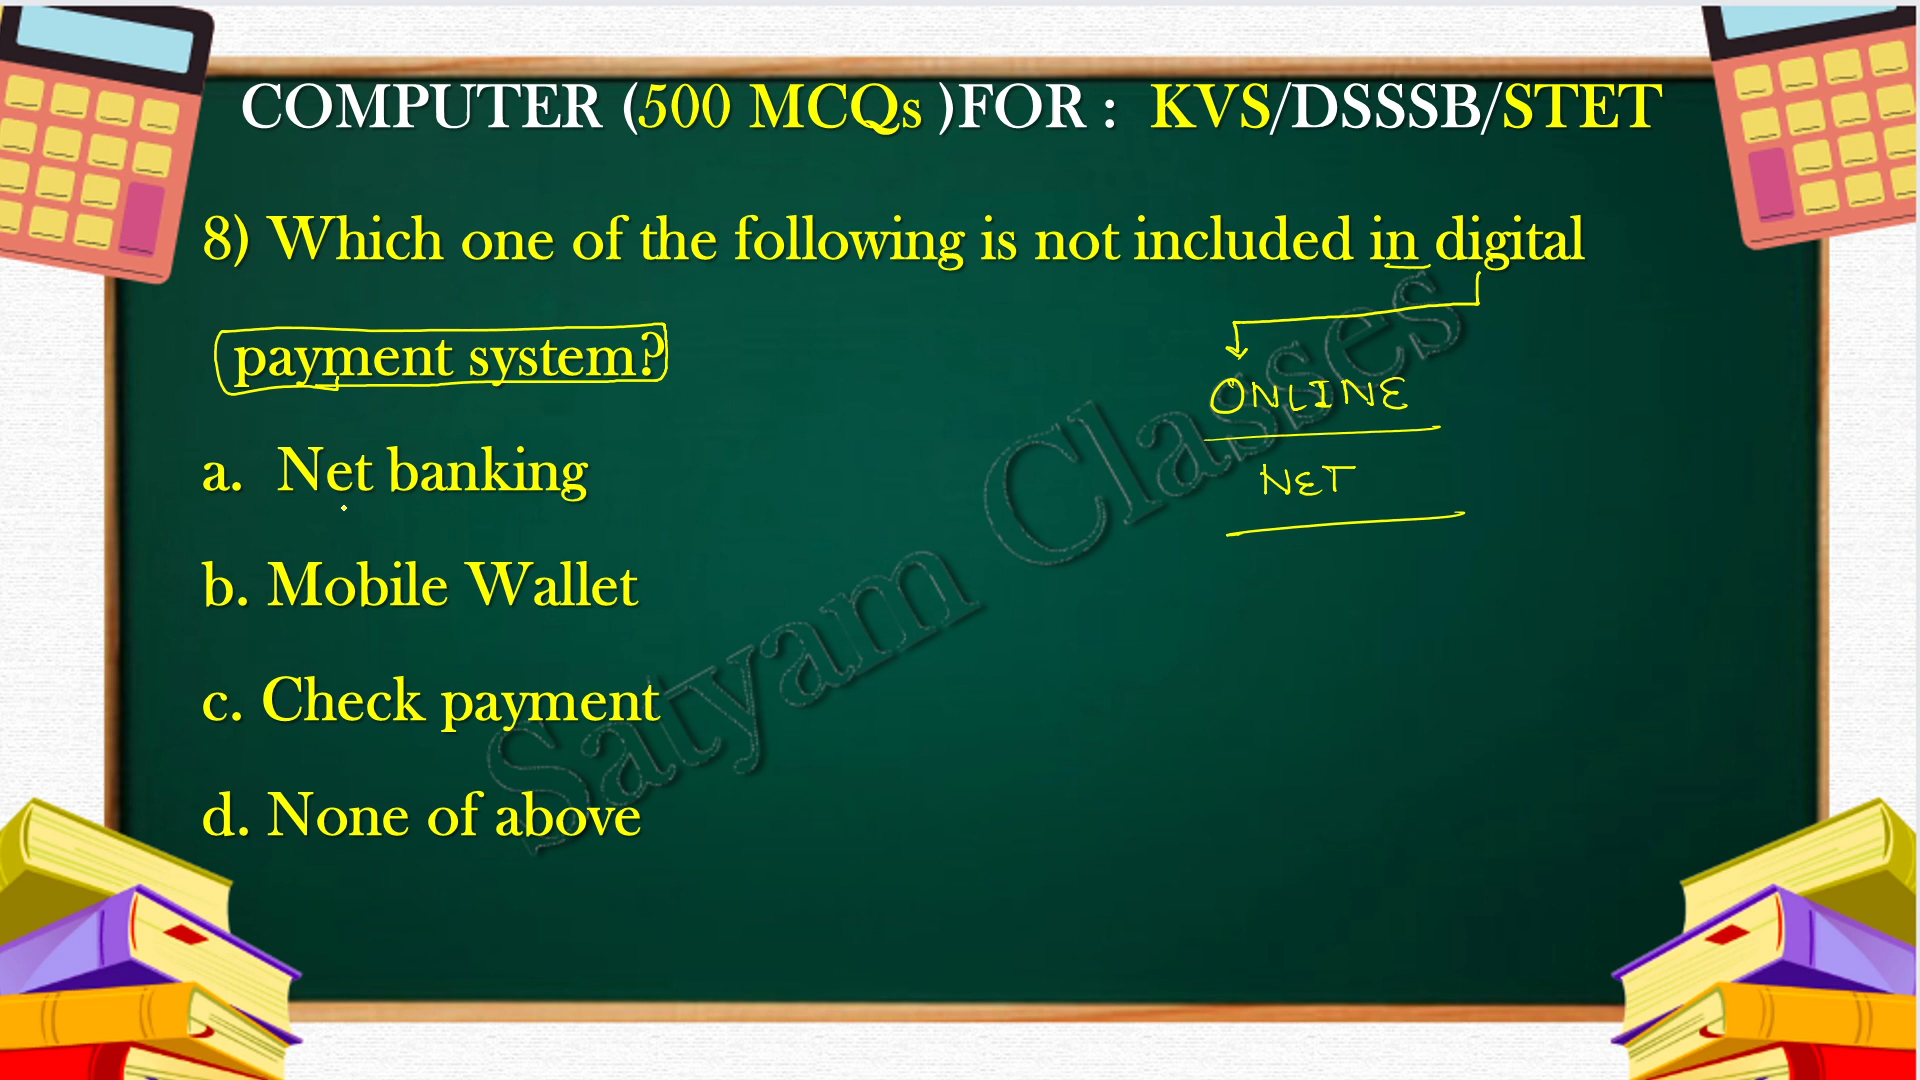 COMPUTER (500 MCQs )FOR : KVS/DSSSB/STET
8) Which one of the following is not included in digital
payment system?
ONLINE
NET
a. Net banking
b. Mobile Wallet
c. Check payment
d. None of above
Satyam Classes